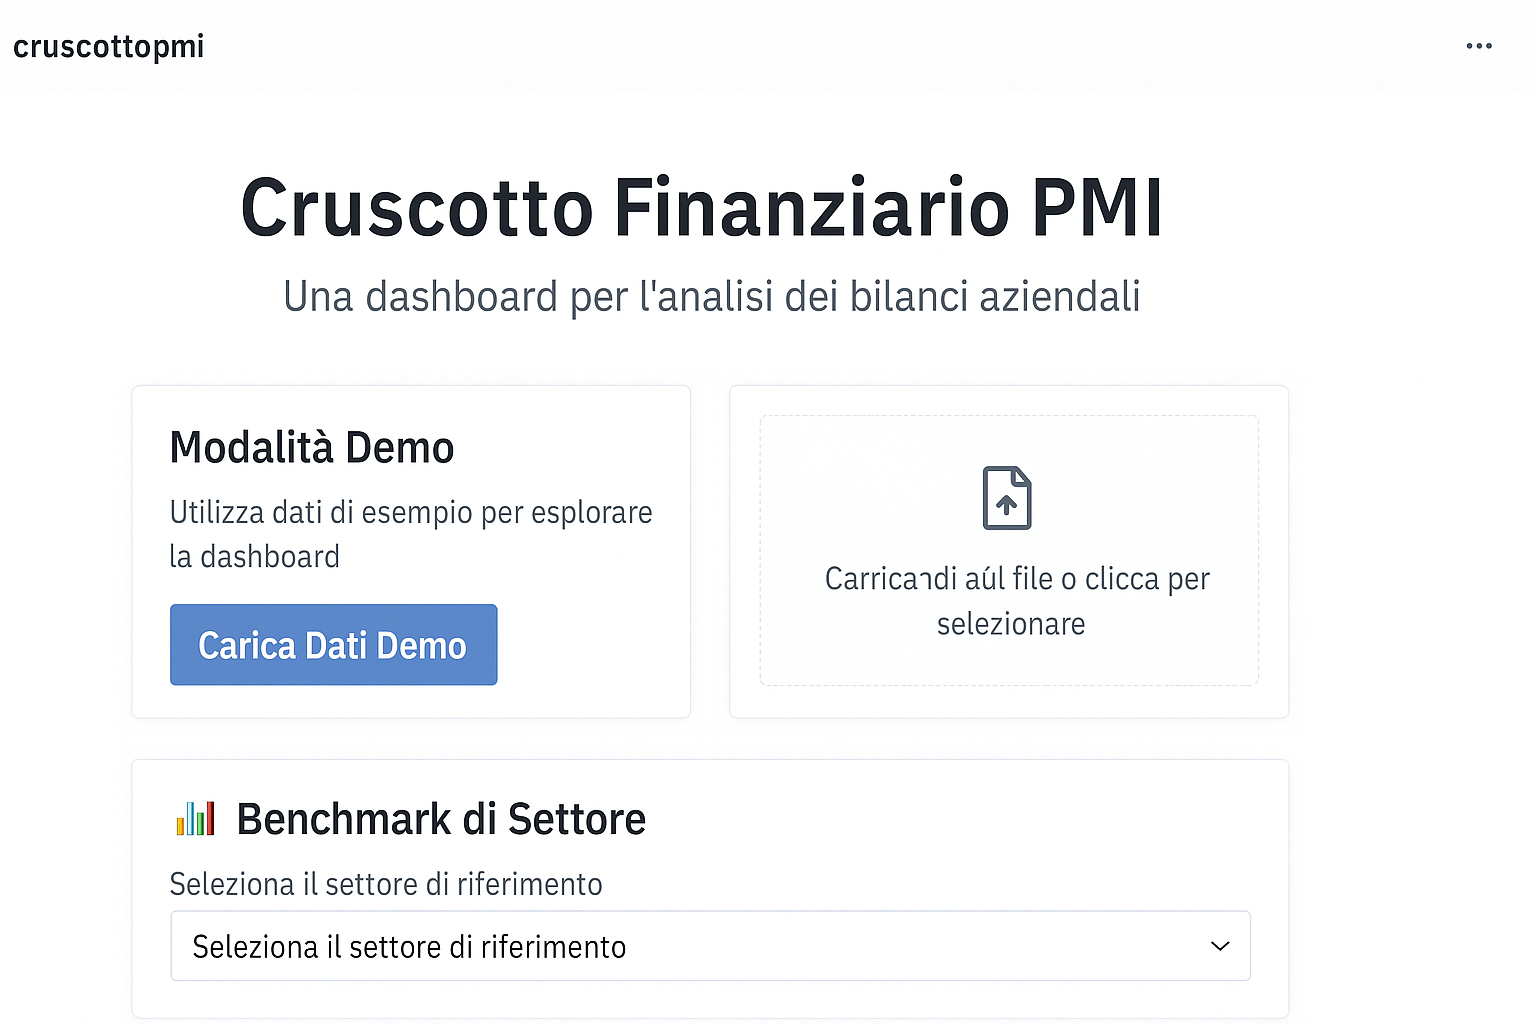 cruscottopmi
Cruscotto Finanziario PMI
Una dashboard per l'analisi dei bilanci aziendali
Modalità Demo
Utilizza dati di esempio per esplorare
la dashboard
Carica Dati Demo
file o clicca per
selezionare
Benchmark di Settore
Seleziona il settore di riferimento
Seleziona il settore di riferimento